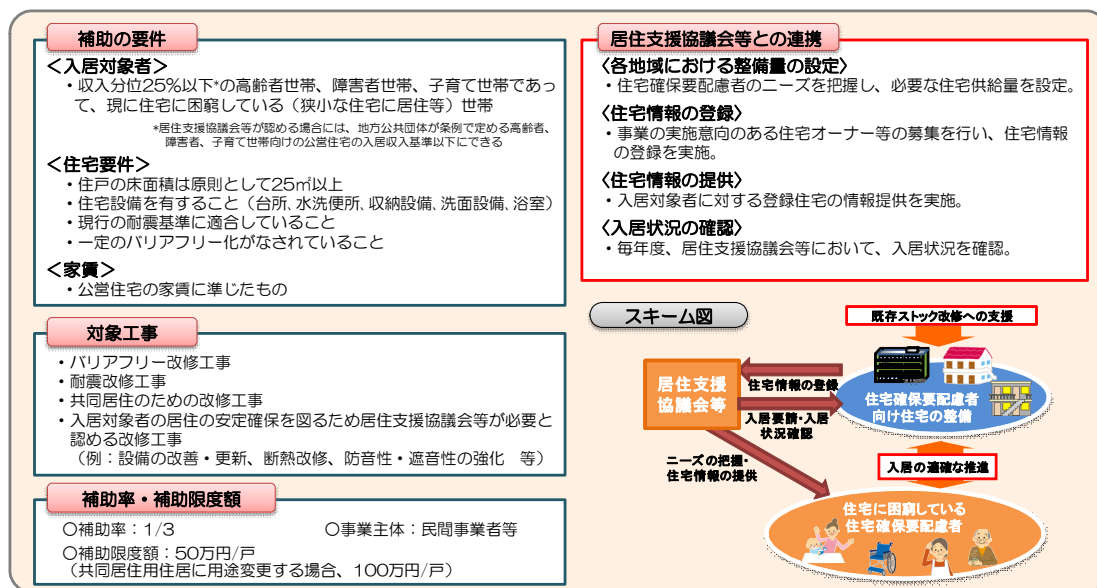 補助の要件
＜入居対象者＞
・収入分位25％以下*の高齢者世帯、障害者世帯、子育て世帯であっ
て、現に住宅に困窮している（狭小な住宅に居住等）世帯
*居住支援協議会等が認める場合には、地方公共団体が条例で定める高齢者、
障害者、子育て世帯向けの公営住宅の入居収入基準以下にできる
＜住宅要件＞
・住戸の床面積は原則として25㎡以上
・住宅設備を有すること（台所、水洗便所、収納設備、洗面設備、浴室）
・現行の耐震基準に適合していること
・一定のバリアフリー化がなされていること
＜家賃＞
・公営住宅の家賃に準じたもの
対象工事
・バリアフリー改修工事
・耐震改修工事
・共同居住のための改修工事
・入居対象者の居住の安定確保を図るため居住支援協議会等が必要と
認める改修工事
（例：設備の改善・更新、断熱改修、防音性・遮音性の強化　等）
補助率・補助限度額
〇補助率：1/3　〇事業主体：民間事業者等
〇補助限度額：50万円/戸
（共同居住用住居に用途変更する場合、100万円/戸）
居住支援協議会等との連携
〈各地域における整備量の設定〉
・住宅確保要配慮者のニーズを把握し、必要な住宅供給量を設定。
〈住宅情報の登録〉
・事業の実施意向のある住宅オーナー等の募集を行い、住宅情報
の登録を実施。
〈住宅情報の提供〉
・入居対象者に対する登録住宅の情報提供を実施。
〈入居状況の確認〉
・毎年度、居住支援協議会等において、入居状況を確認。
スキーム図
既存ストック改修への支援
居住支援
協議会等
住宅情報の登録
入居要請・入居
状況確認
住宅確保要配慮者
向け住宅の整備
ニーズの把握・
住宅情報の提供
入居の適確な推進
住宅に困窮している
住宅確保要配慮者